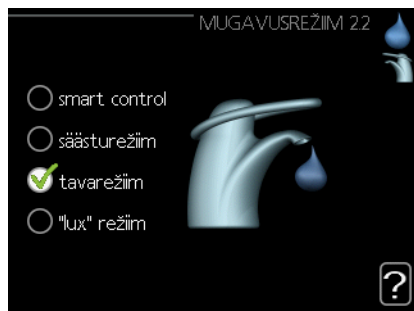 MUGAVUSREŽIIM 2.2
smart control
säästurežiim
tavarežiim
"lux" režiim
?